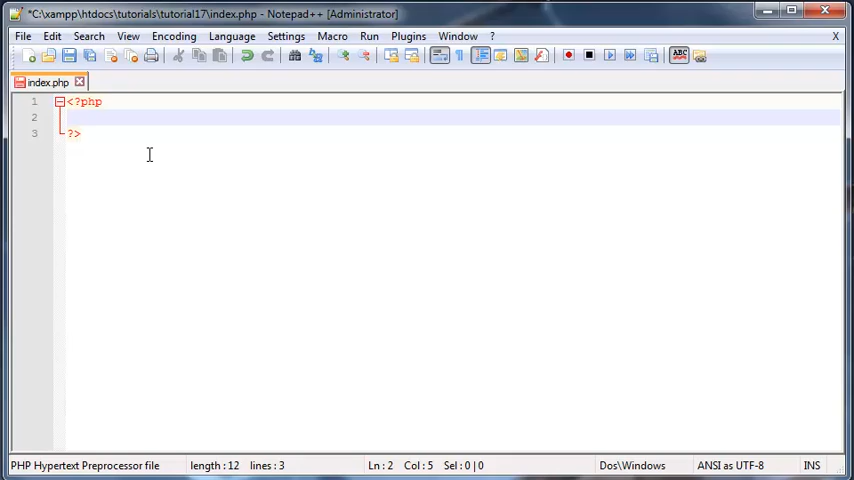 *C:\xampp\htdocs\tutorials\tutorial17\index.php - Notepad++ [Administrator]
File Edit Search View Encoding Language Settings Macro Run Plugins Window ? X
ABC
index.php
1 <?php
2
3 ?>
PHP Hypertext Preprocessor file length : 12 lines : 3 Ln : 2 Col : 5 Sel : 0 | 0 Dos\Windows ANSI as UTF-8 INS